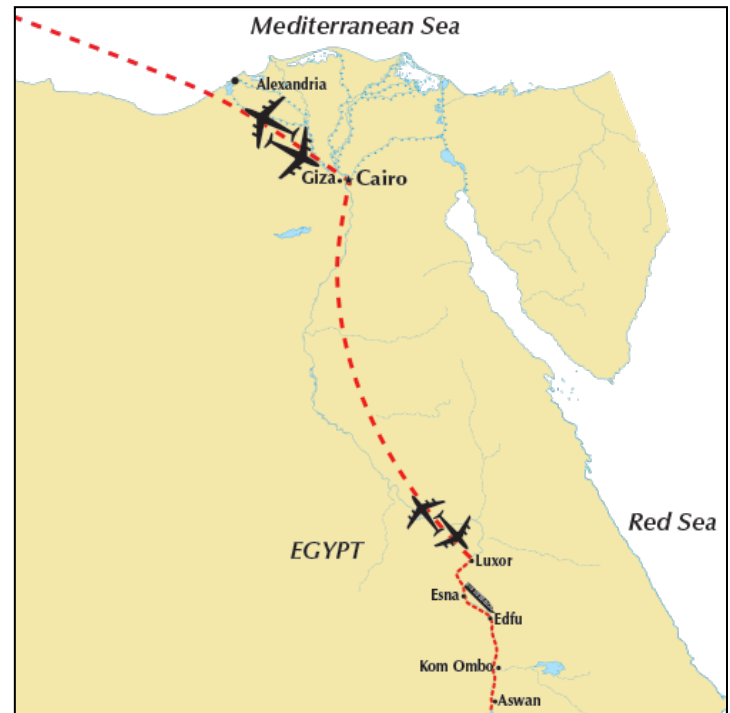 Mediterranean Sea
Alexandria
Giza
Cairo
Red Sea
EGYPT
Luxor
Esna
Edfu
Kom Ombo
Aswan